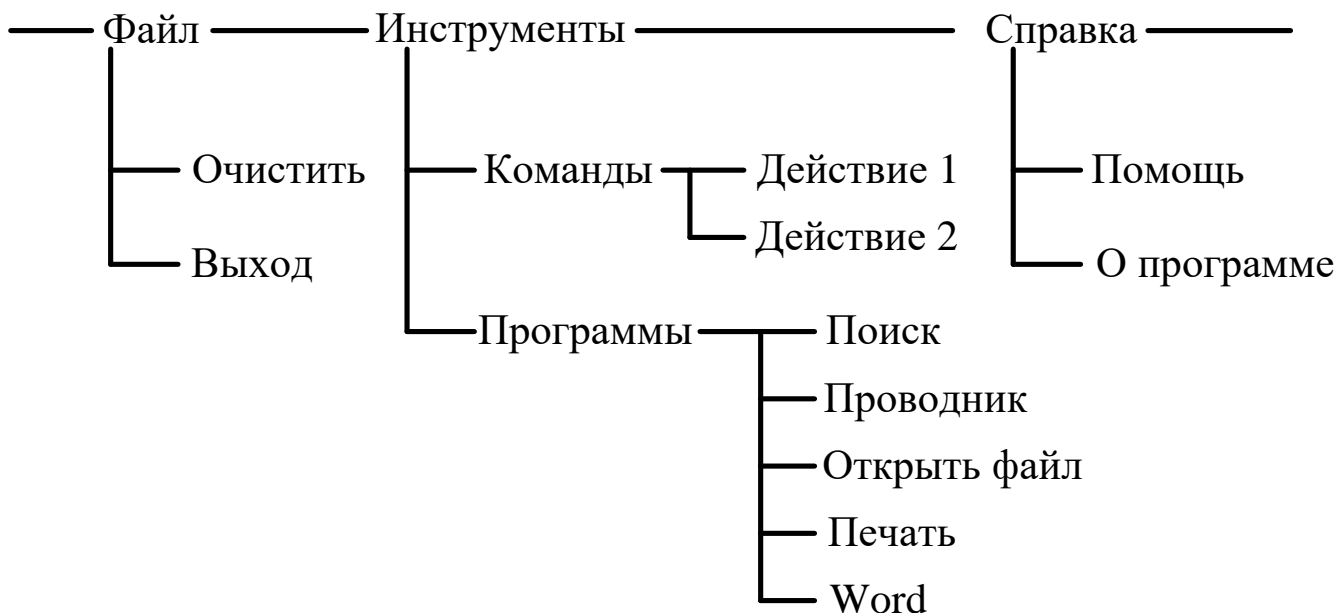 Файл Инструменты Справка
Очистить Команды Действие 1 Помощь
Действие 2
Выход О программе
Программы Поиск
Проводник
Открыть файл
Печать
Word